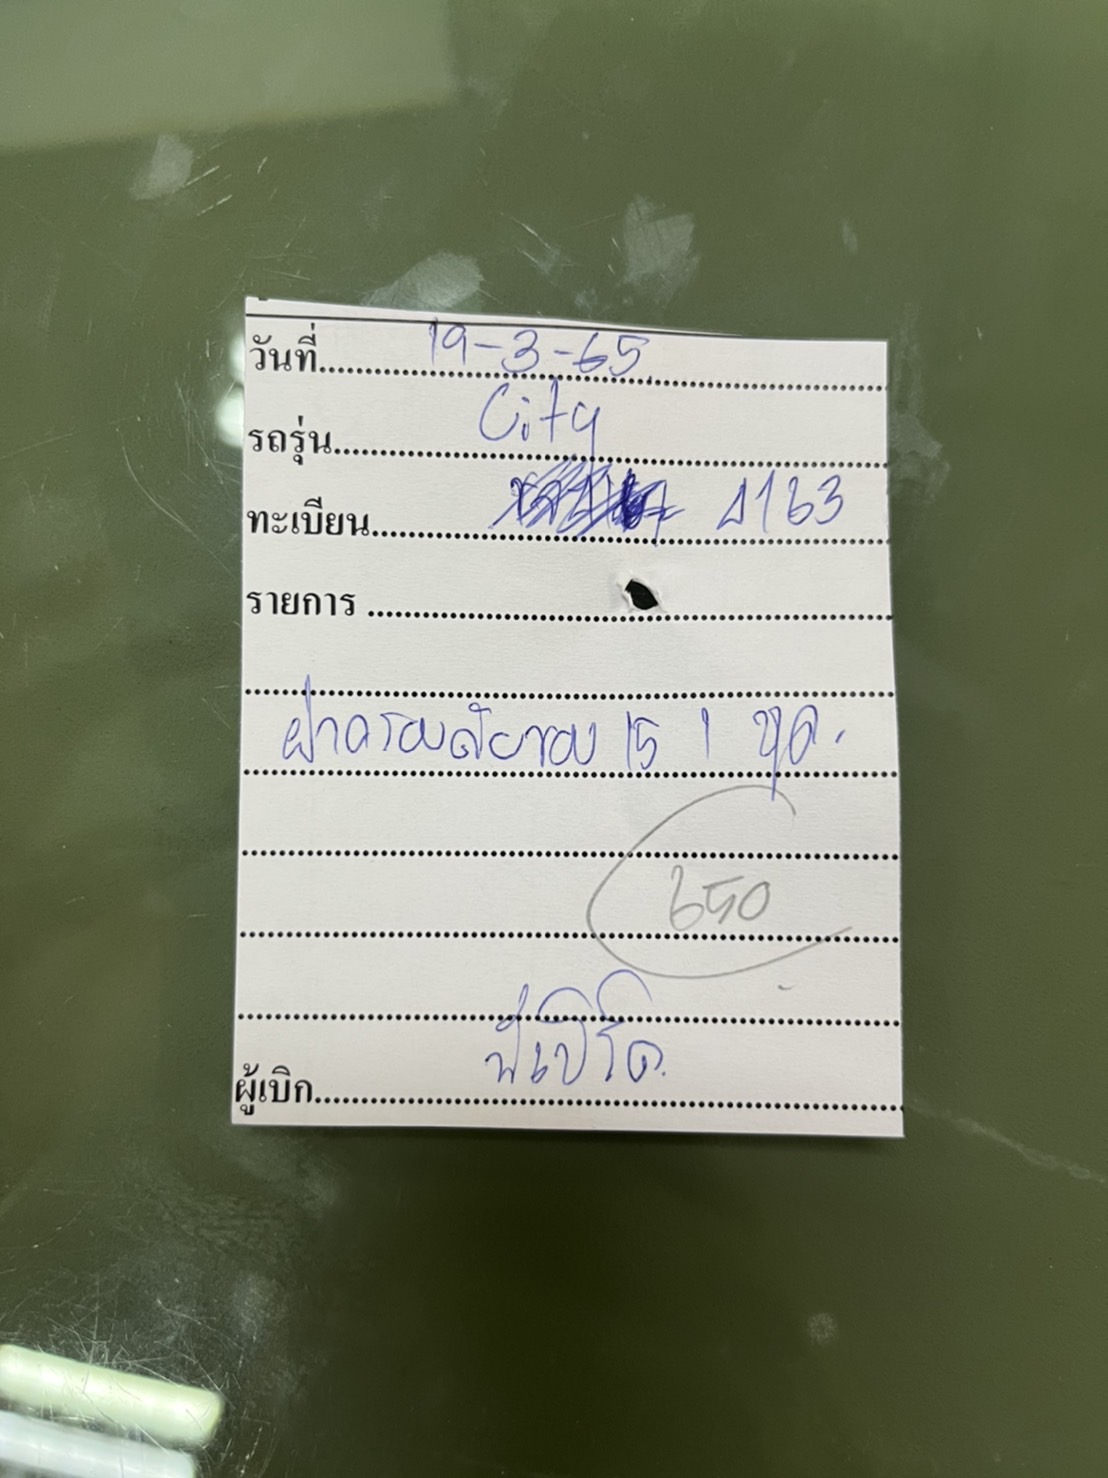 วันที่ 19-3-65
รถรุ่น City
ทะเบียน 1163
รายการ
ฝาครอบล้อขอบ 15 1 ชุด.
650
ผู้เบิก